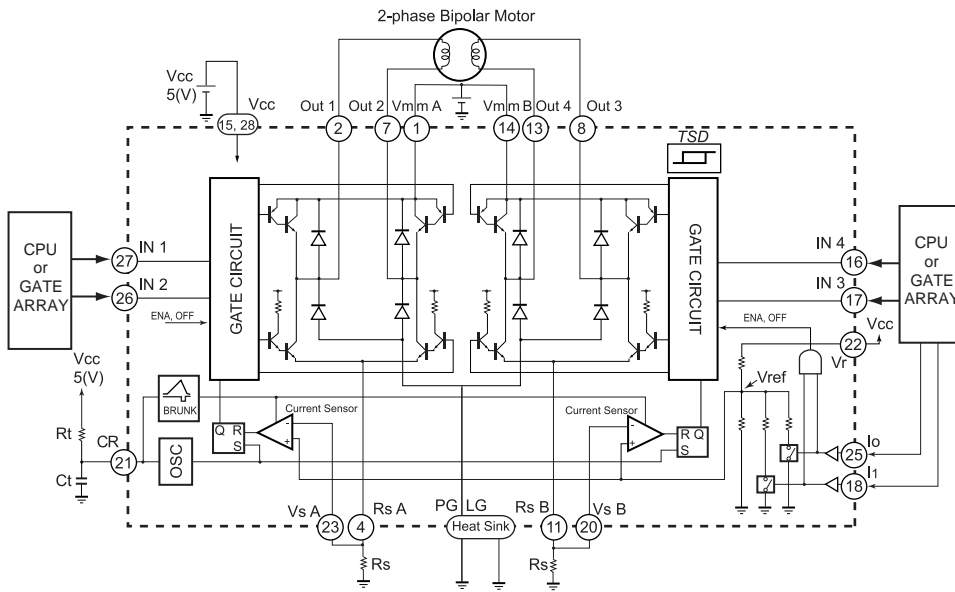 2-phase Bipolar Motor
Vcc
5(V)
Vcc
15, 28
Out 1
2
Out 2
7
Vmm A
1
Vmm B
14
Out 4
13
Out 3
8
TSD
CPU
or
GATE
ARRAY
IN 1
27
IN 2
26
ENA, OFF
GATE CIRCUIT
GATE CIRCUIT
IN 4
16
IN 3
17
ENA, OFF
CPU
or
GATE
ARRAY
Vcc
22
Vr
Vref
Vcc
5(V)
Rt
CR
21
Ct
BRUNK
OSC
Q R
S
Current Sensor
-
+
Current Sensor
-
+
R Q
S
Io
25
I1
18
Vs A
23
Rs A
4
Rs
PG LG
Heat Sink
Rs B
11
Vs B
20
Rs